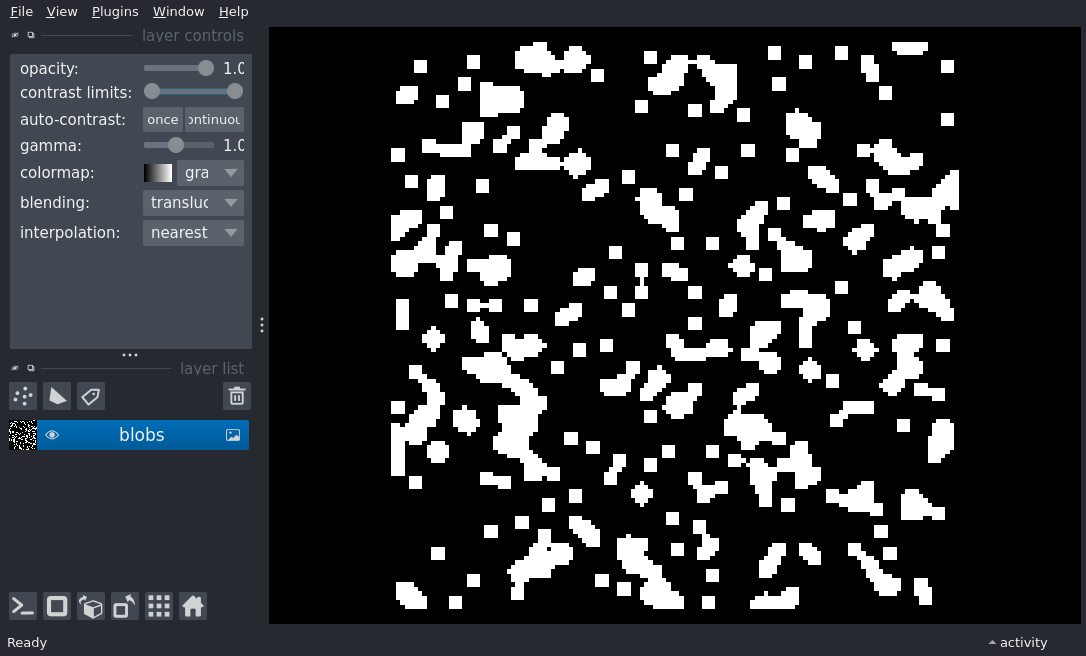 File View Plugins Window Help
layer controls
opacity: 1.0
contrast limits:
auto-contrast: once ontinuou
gamma: 1.0
colormap: gra
blending: transluc
interpolation: nearest
layer list
blobs
Ready activity